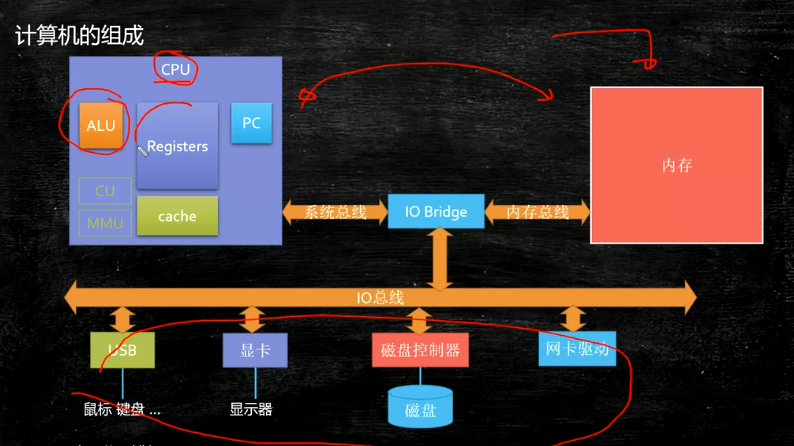 计算机的组成
CPU
ALU
Registers
PC
CU
MMU
cache
系统总线
IO Bridge
内存总线
内存
IO总线
USB
显卡
磁盘控制器
网卡驱动
鼠标 键盘 ...
显示器
磁盘